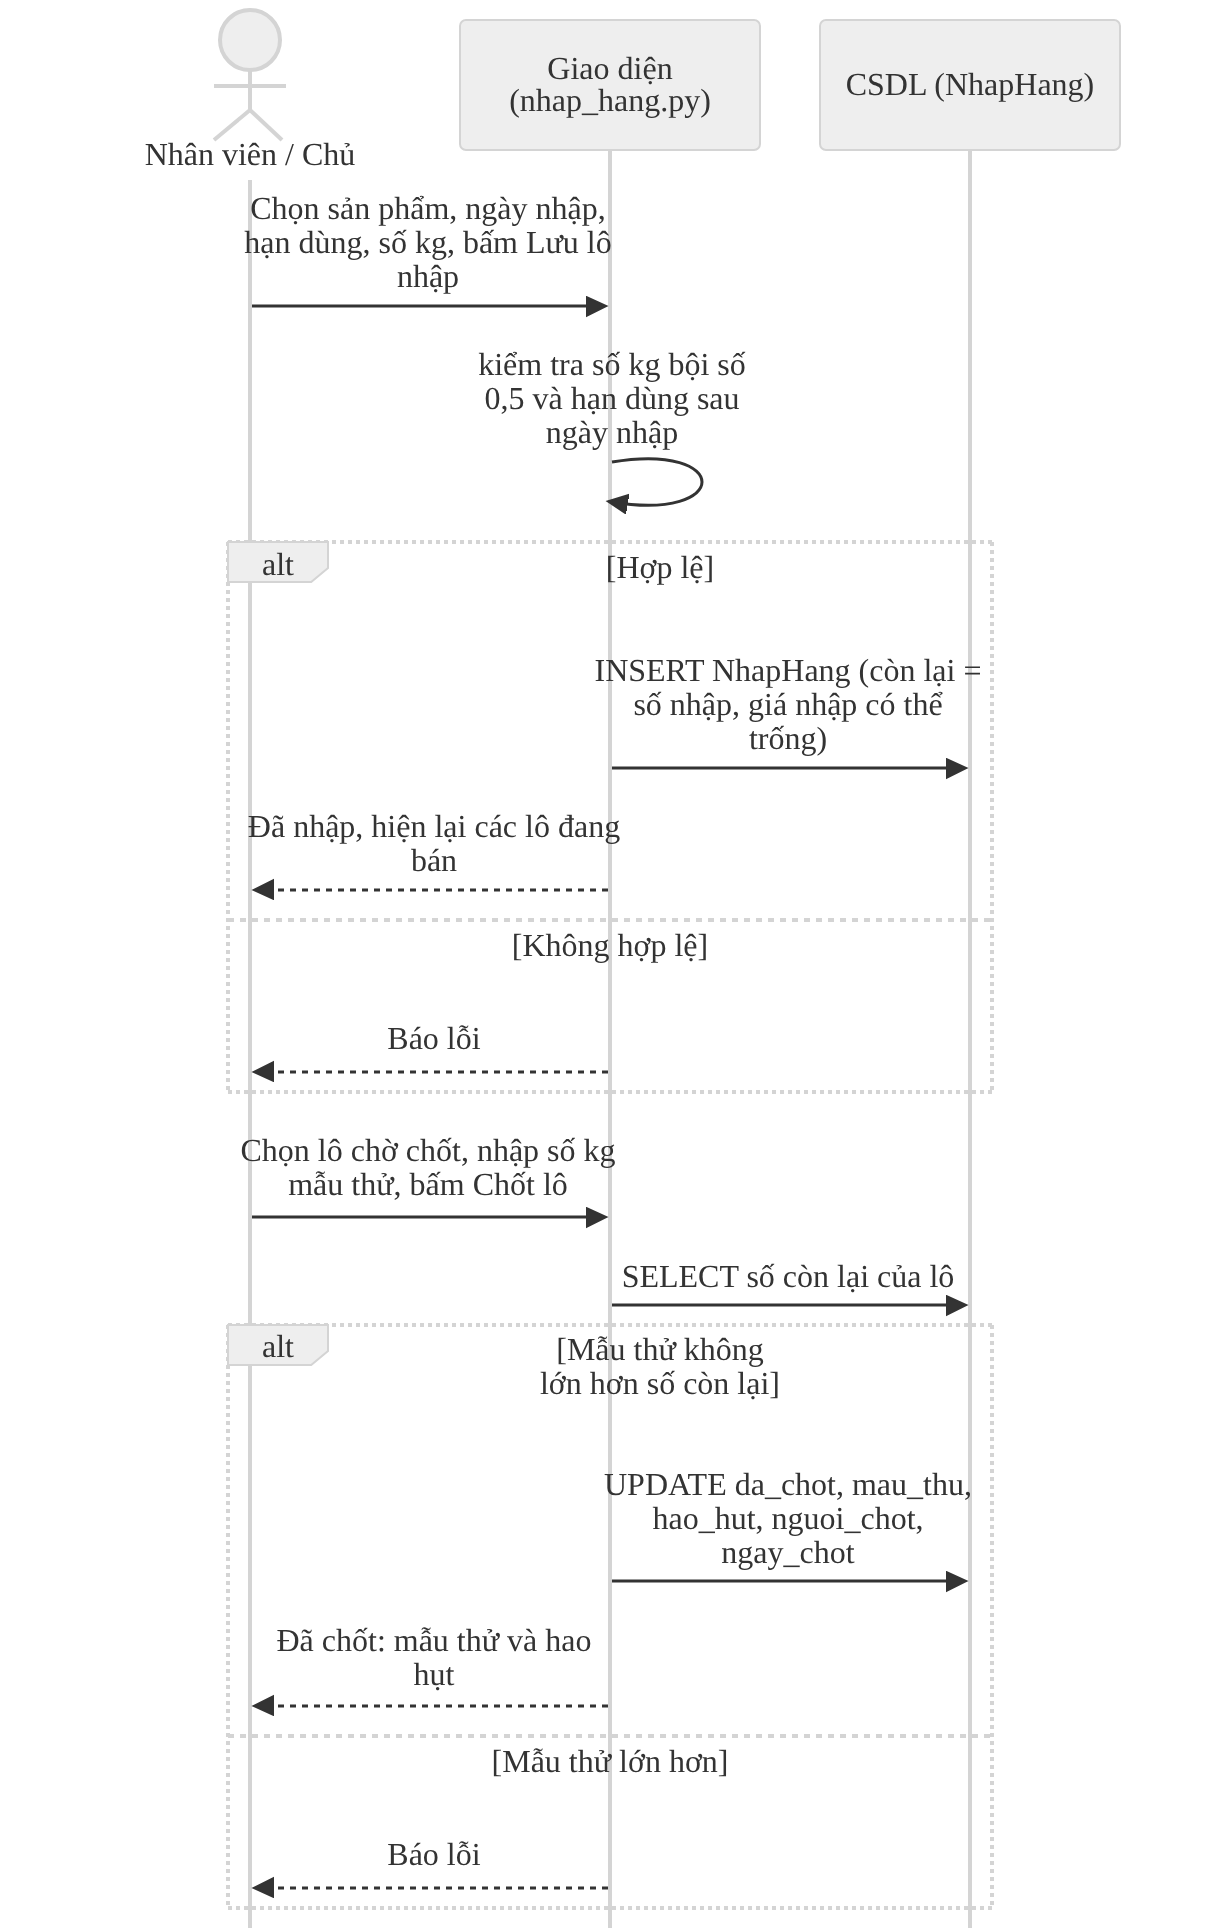 Giao diện
(nhap_hang.py)
CSDL (NhapHang)
Nhân viên / Chủ
Chọn sản phẩm, ngày nhập,
hạn dùng, số kg, bấm Lưu lô
nhập
kiểm tra số kg bội số
0,5 và hạn dùng sau
ngày nhập
alt
[Hợp lệ]
INSERT NhapHang (còn lại =
số nhập, giá nhập có thể
trống)
Đã nhập, hiện lại các lô đang
bán
[Không hợp lệ]
Báo lỗi
Chọn lô chờ chốt, nhập số kg
mẫu thử, bấm Chốt lô
SELECT số còn lại của lô
alt
[Mẫu thử không
lớn hơn số còn lại]
UPDATE da_chot, mau_thu,
hao_hut, nguoi_chot,
ngay_chot
Đã chốt: mẫu thử và hao
hụt
[Mẫu thử lớn hơn]
Báo lỗi